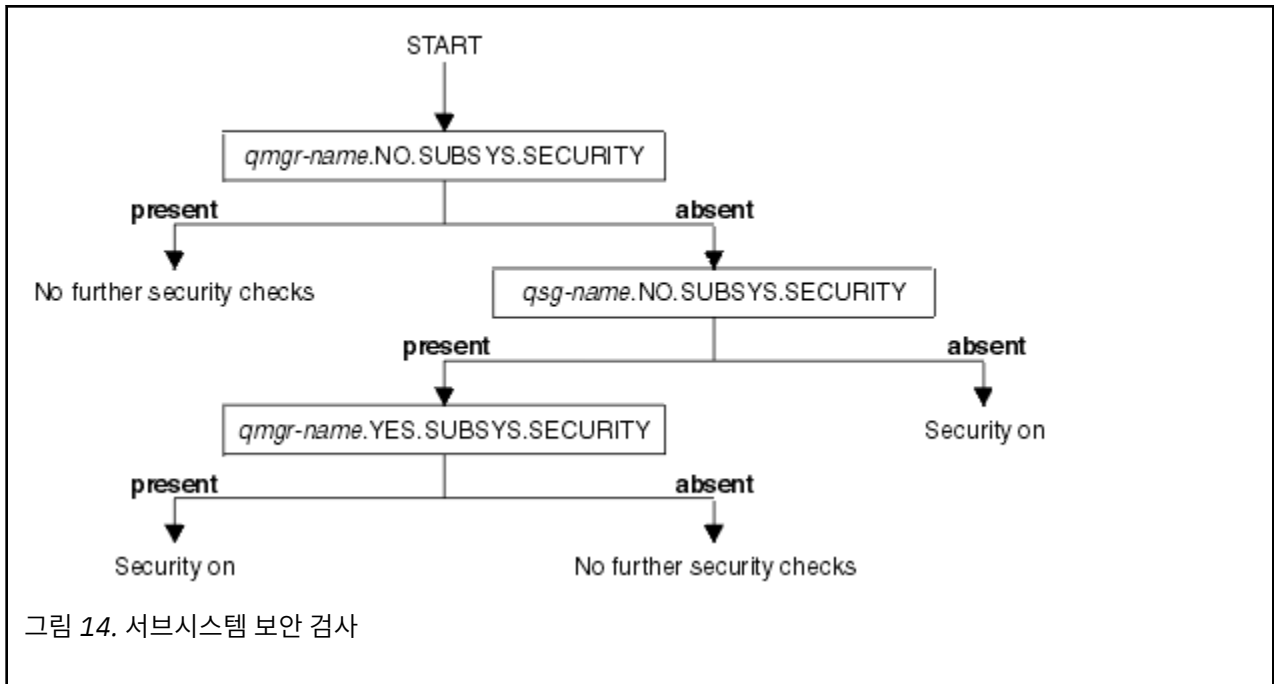 START
qmgr-name.NO.SUBSYS.SECURITY
present
absent
No further security checks
qsg-name.NO.SUBSYS.SECURITY
present
absent
qmgr-name.YES.SUBSYS.SECURITY
Security on
present
absent
Security on
No further security checks
그림 14. 서브시스템 보안 검사